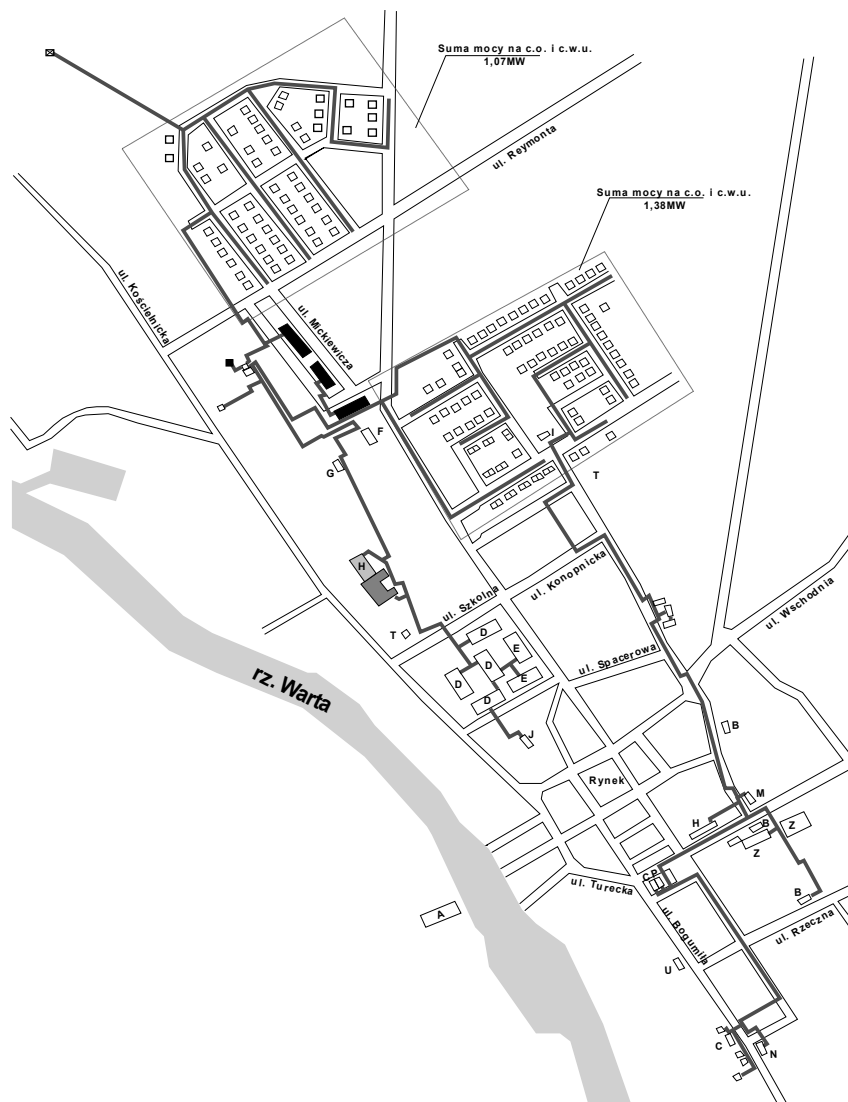 Suma mocy na c.o. i c.w.u.
1,07MW
ul. Reymonta
Suma mocy na c.o. i c.w.u.
1,38MW
ul. Kościelnicka
ul. Mickiewicza
F
I
G
T
H
ul. Konopnicka
ul. Szkolna
ul. Wschodnia
T
D
E
ul. Spacerowa
D
rz. Warta
D
E
D
J
B
Rynek
M
H
B
Z
Z
C P
ul. Turecka
B
A
ul. Bogumiła
ul. Rzeczna
U
C
N